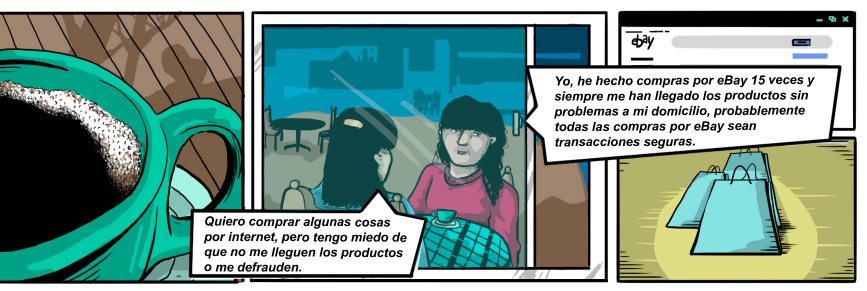 Quiero comprar algunas cosas
por internet, pero tengo miedo de
que no me lleguen los productos
o me defrauden.
ebay
Yo, he hecho compras por eBay 15 veces y
siempre me han llegado los productos sin
problemas a mi domicilio, probablemente
todas las compras por eBay sean
transacciones seguras.